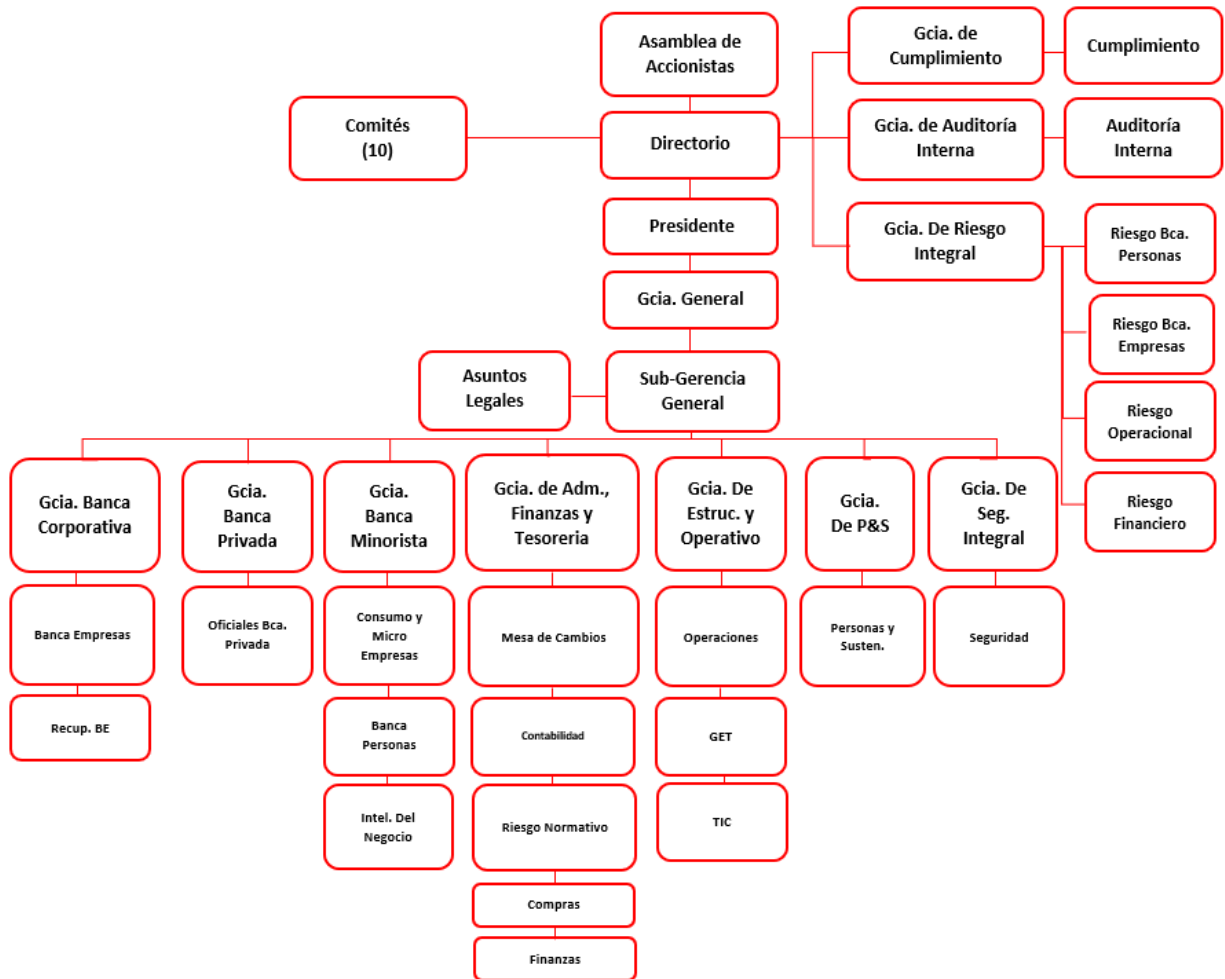 Asamblea de
Accionistas
Gcia. de
Cumplimiento
Cumplimiento
Comités
(10)
Directorio
Gcia. de Auditoría
Interna
Auditoría
Interna
Presidente
Gcia. De Riesgo
Integral
Riesgo Bca.
Personas
Gcia. General
Riesgo Bca.
Empresas
Asuntos
Legales
Sub-Gerencia
General
Riesgo
Operacional
Riesgo
Financiero
Gcia. Banca
Corporativa
Gcia.
Banca
Privada
Gcia.
Banca
Minorista
Gcia. de Adm.,
Finanzas y
Tesoreria
Gcia. De
Estruc. y
Operativo
Gcia.
De P&S
Gcia. De
Seg.
Integral
Banca Empresas
Oficiales Bca.
Privada
Consumo y
Micro
Empresas
Mesa de Cambios
Operaciones
Personas y
Susten.
Seguridad
Recup. BE
Banca
Personas
Contabilidad
GET
Intel. Del
Negocio
Riesgo Normativo
TIC
Compras
Finanzas